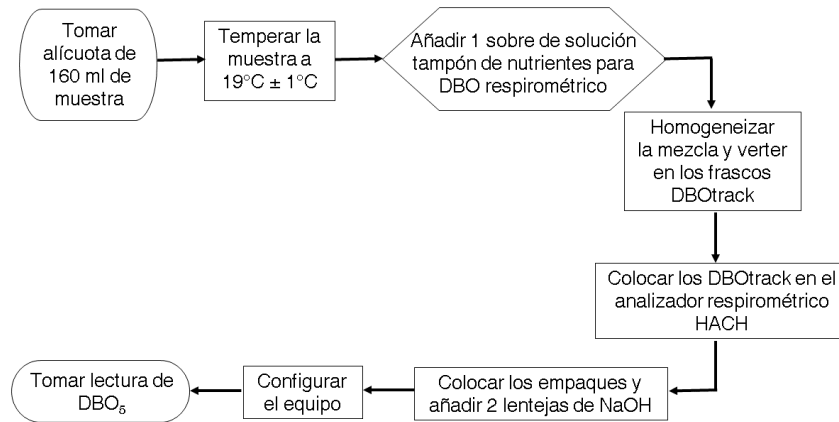 Tomar
alícuota de
160 ml de
muestra
Temperar la
muestra a
19°C ± 1°C
Añadir 1 sobre de solución
tampón de nutrientes para
DBO respirométrico
Homogeneizar
la mezcla y verter
en los frascos
DBOtrack
Colocar los DBOtrack en el
analizador respirométrico
HACH
Colocar los empaques y
añadir 2 lentejas de NaOH
Configurar
el equipo
Tomar lectura de
DBO₅